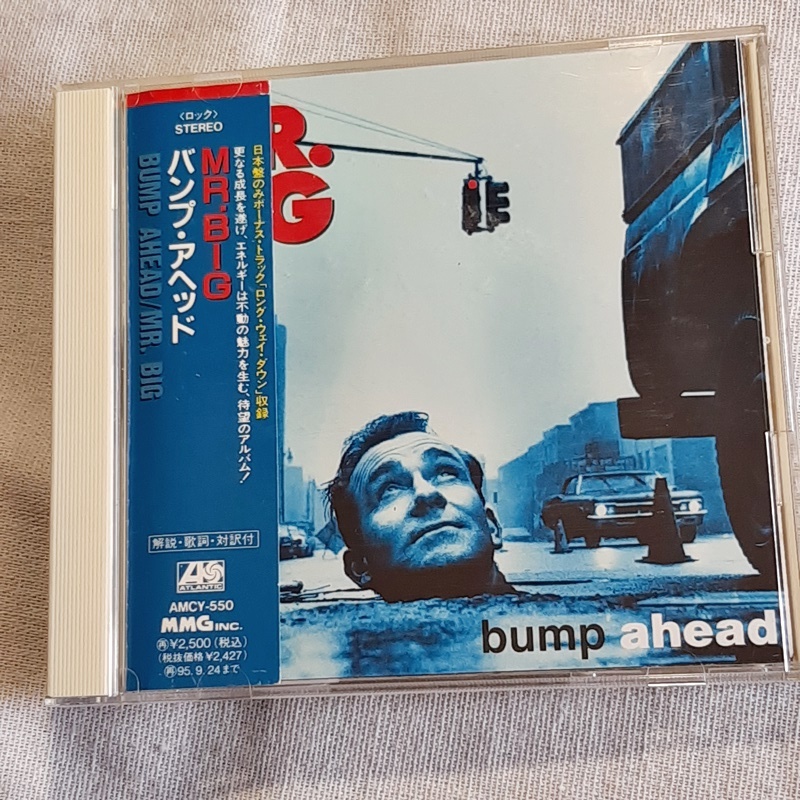 〈ロック〉
STEREO
日本盤のみボーナス・トラック「ロング・ウェイ・ダウン」収録
更なる成長を遂げ、エネルギーは不動の魅力を生む、待望のアルバム!
MR.BIG
バンプ・アヘッド
BUMP AHEAD/MR. BIG
解説・歌詞・対訳付
ATLANTIC
AMCY-550
MMG INC.
㊢¥2,500(税込)
(税抜価格¥2,427)
㊢95.9.24まで
R.
G
bump ahead